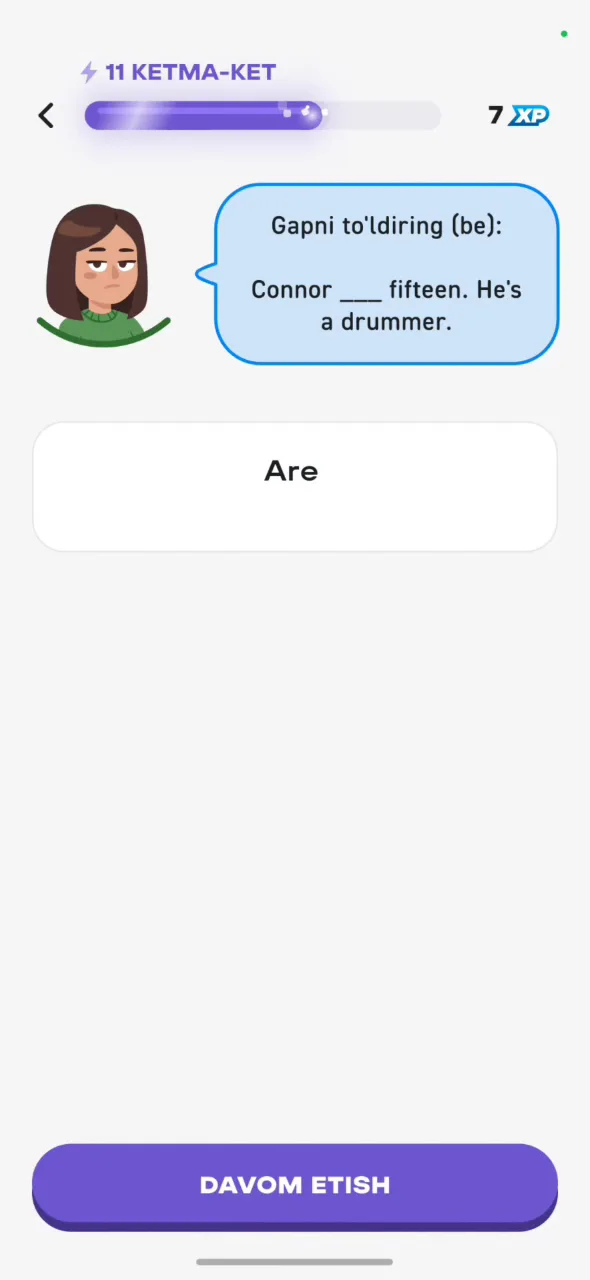 11 KETMA-KET
7 XP
Gapni to'ldiring (be):
Connor ___ fifteen. He's
a drummer.
Are
DAVOM ETISH